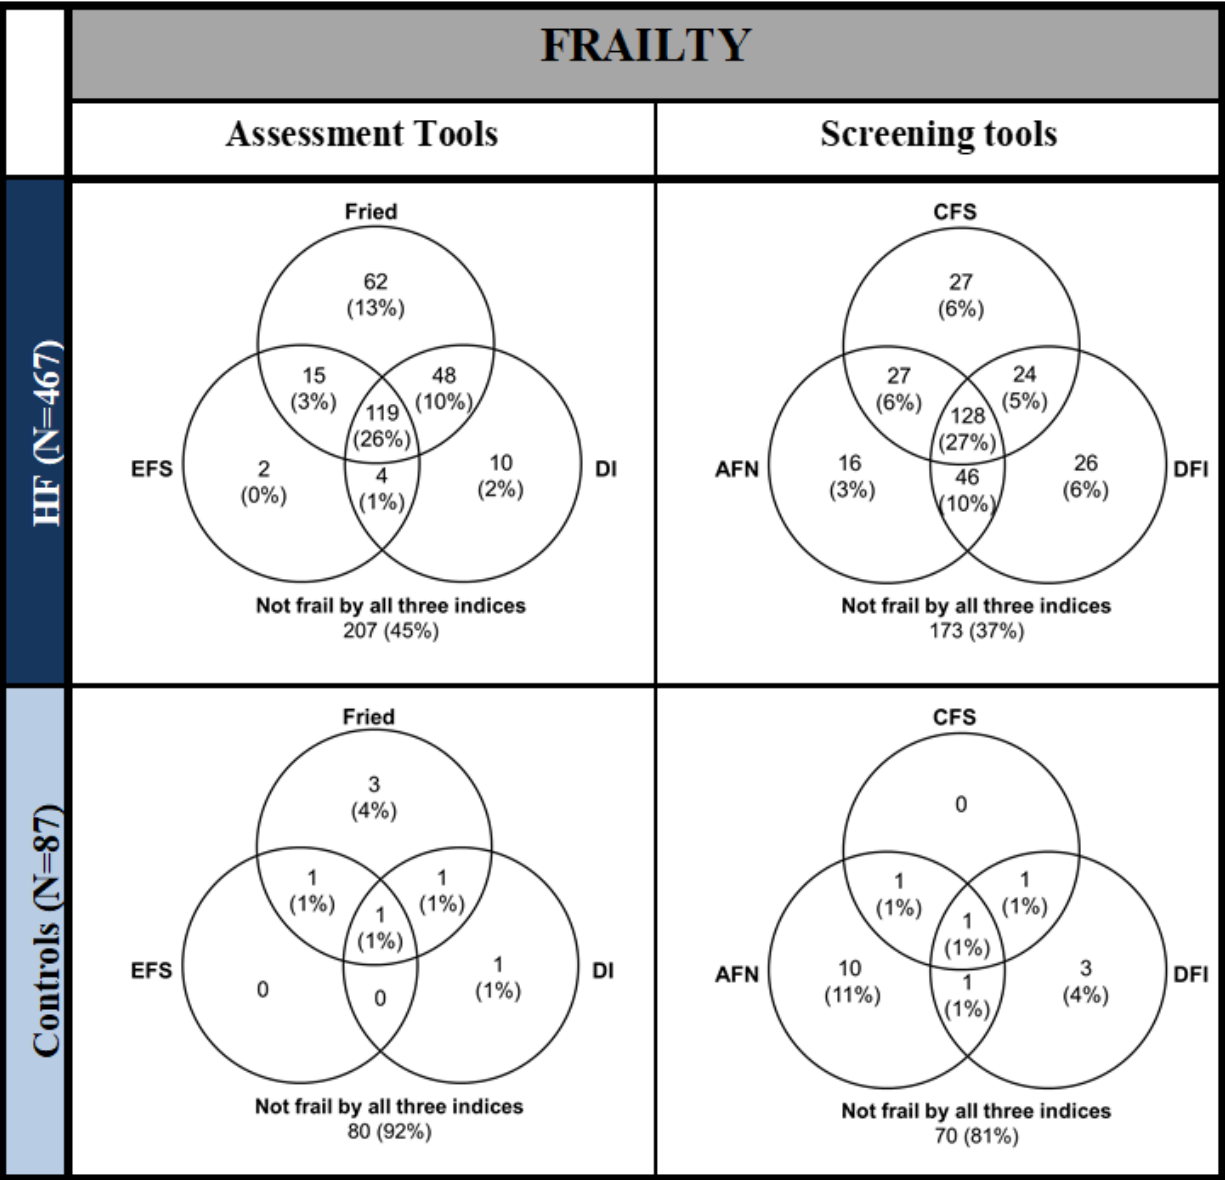 FRAILTY
Assessment Tools
Screening tools
HF (N=467)
Fried
62
(13%)
15
(3%)
48
(10%)
119
(26%)
EFS
2
(0%)
4
(1%)
10
(2%)
DI
Not frail by all three indices
207 (45%)
CFS
27
(6%)
27
(6%)
24
(5%)
128
(27%)
AFN
16
(3%)
46
(10%)
26
(6%)
DFI
Not frail by all three indices
173 (37%)
Controls (N=87)
Fried
3
(4%)
1
(1%)
1
(1%)
1
(1%)
EFS
0
0
1
(1%)
DI
Not frail by all three indices
80 (92%)
CFS
0
1
(1%)
1
(1%)
1
(1%)
AFN
10
(11%)
1
(1%)
3
(4%)
DFI
Not frail by all three indices
70 (81%)